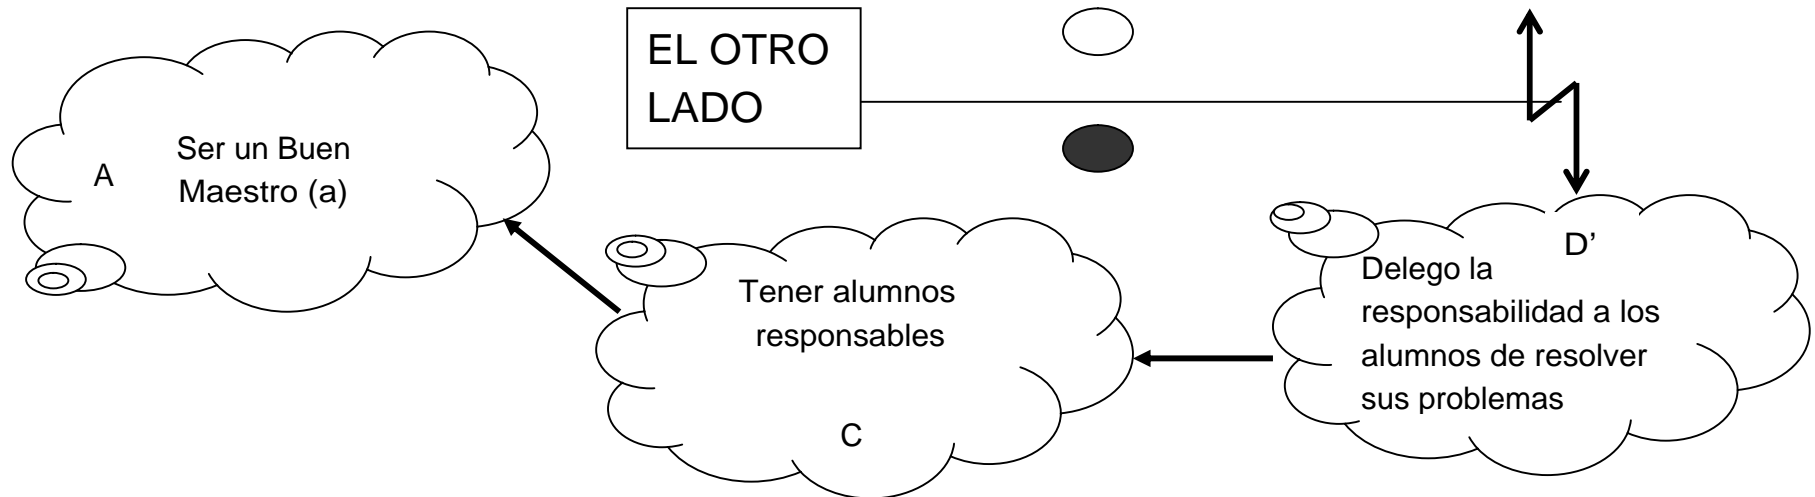 EL OTRO
LADO
A
Ser un Buen
Maestro (a)
Tener alumnos
responsables
C
D’
Delego la
responsabilidad a los
alumnos de resolver
sus problemas